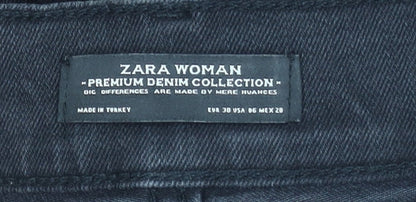 ZARA WOMAN
- PREMIUM DENIM COLLECTION -
BIG DIFFERENCES ARE MADE BY MERE NUANCES
MADE IN TURKEY EUR 38 USA 06 MEX 28